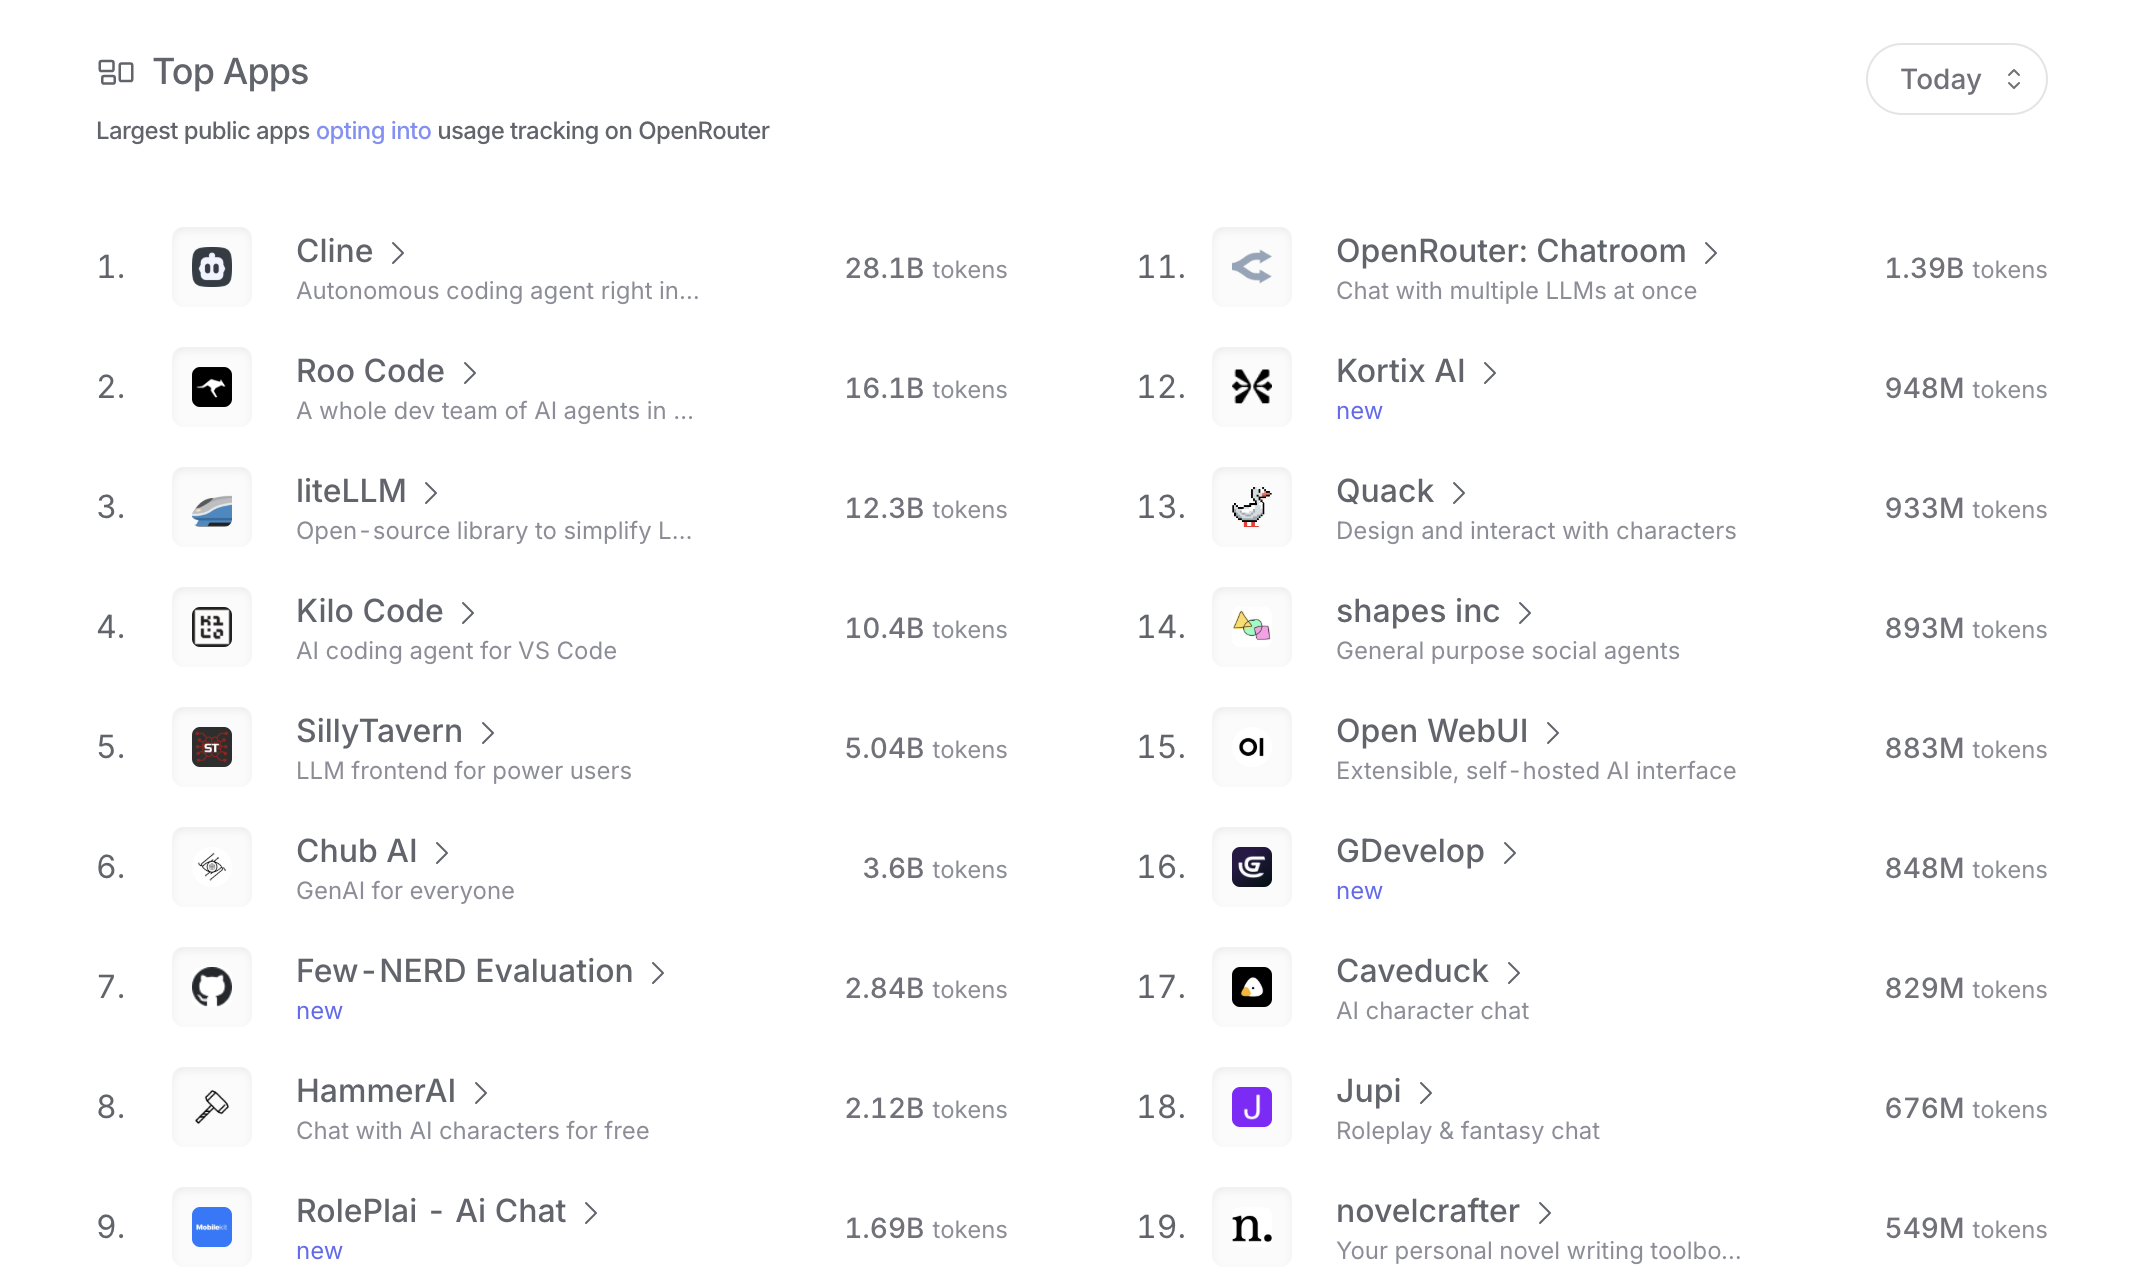 Top Apps
Today
Largest public apps opting into usage tracking on OpenRouter
1.
Cline
Autonomous coding agent right in...
28.1B tokens
2.
Roo Code
A whole dev team of AI agents in ...
16.1B tokens
3.
liteLLM
Open-source library to simplify L...
12.3B tokens
4.
KILO
Kilo Code
AI coding agent for VS Code
10.4B tokens
5.
ST
SillyTavern
LLM frontend for power users
5.04B tokens
6.
Chub AI
GenAI for everyone
3.6B tokens
7.
Few-NERD Evaluation
new
2.84B tokens
8.
HammerAI
Chat with AI characters for free
2.12B tokens
9.
Mobilekit
RolePlai - Ai Chat
new
1.69B tokens
11.
OpenRouter: Chatroom
Chat with multiple LLMs at once
1.39B tokens
12.
Kortix AI
new
948M tokens
13.
Quack
Design and interact with characters
933M tokens
14.
shapes inc
General purpose social agents
893M tokens
15.
OI
Open WebUI
Extensible, self-hosted AI interface
883M tokens
16.
G
GDevelop
new
848M tokens
17.
Caveduck
AI character chat
829M tokens
18.
J
Jupi
Roleplay & fantasy chat
676M tokens
19.
n.
novelcrafter
Your personal novel writing toolbo...
549M tokens